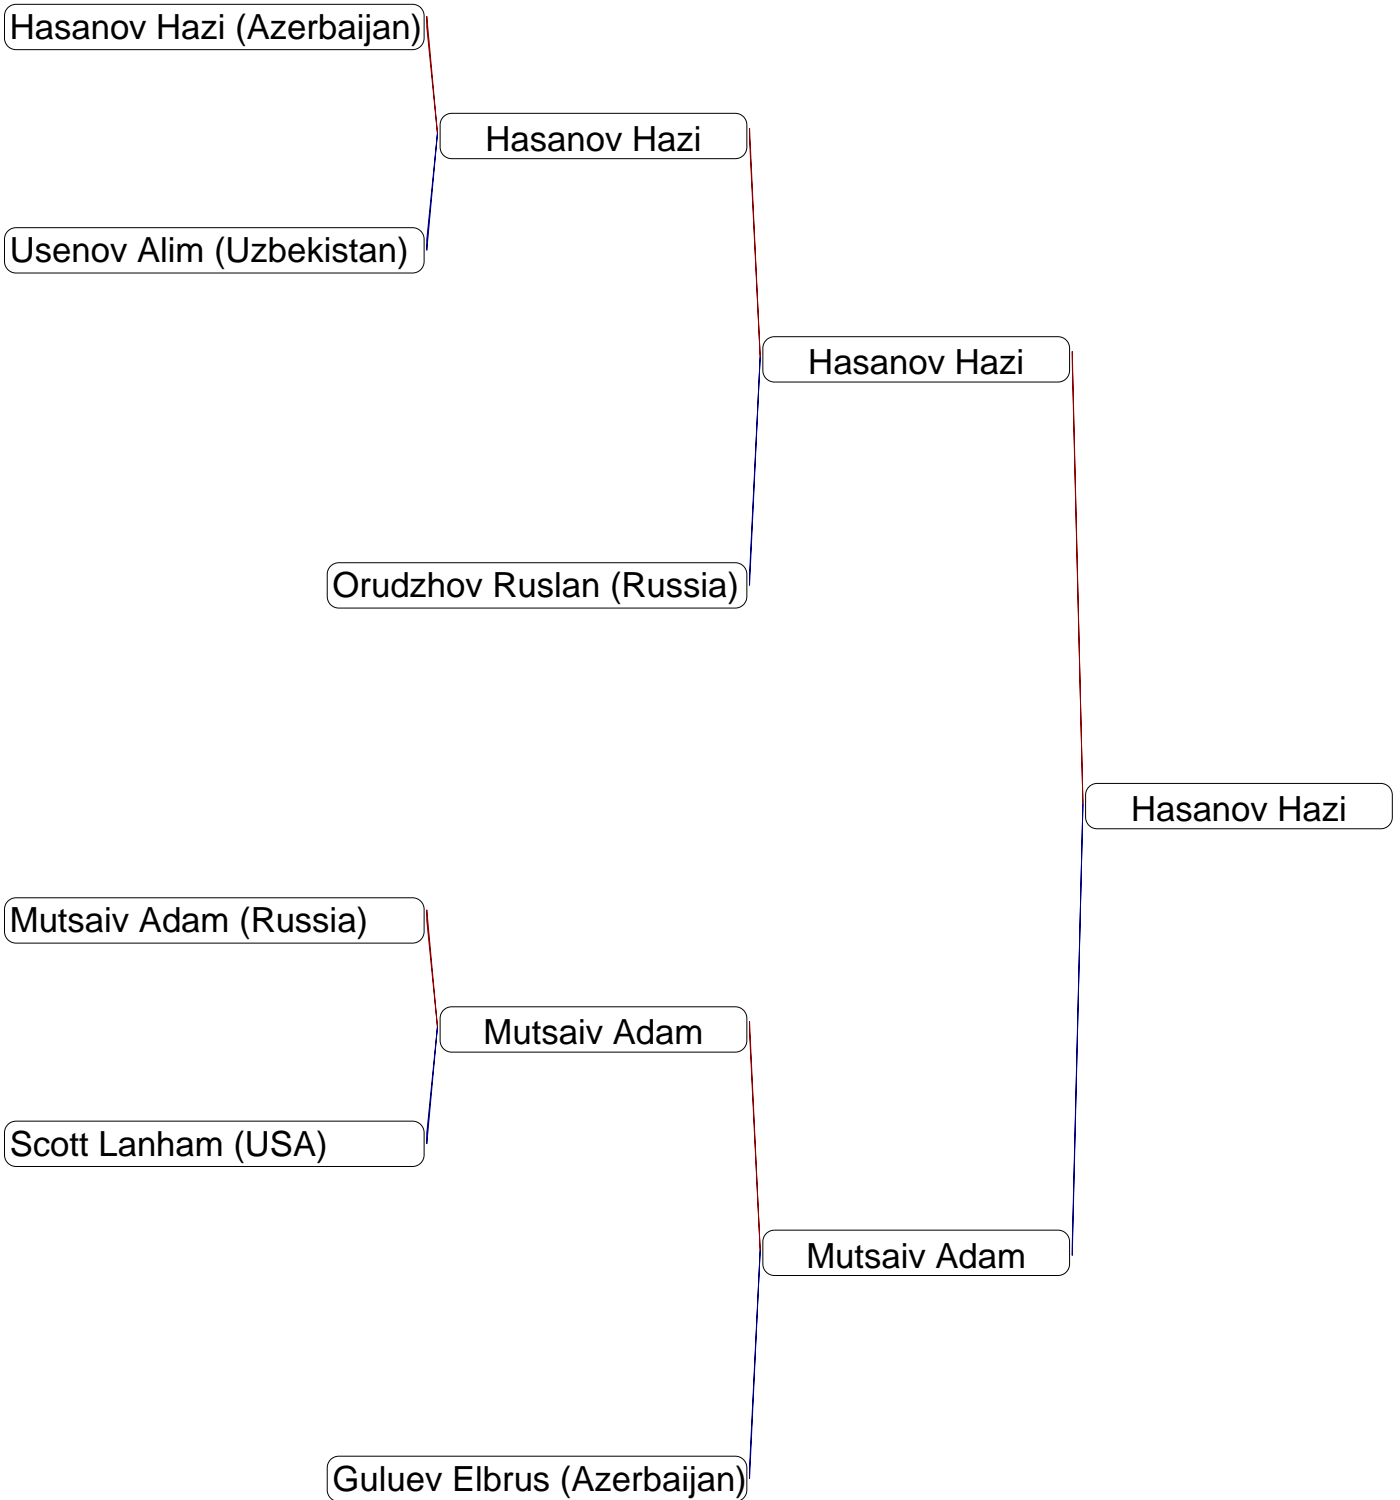 Hasanov Hazi (Azerbaijan)
Hasanov Hazi
Usenov Alim (Uzbekistan)
Hasanov Hazi
Orudzhov Ruslan (Russia)
Hasanov Hazi
Mutsaiv Adam (Russia)
Mutsaiv Adam
Scott Lanham (USA)
Mutsaiv Adam
Guluev Elbrus (Azerbaijan)